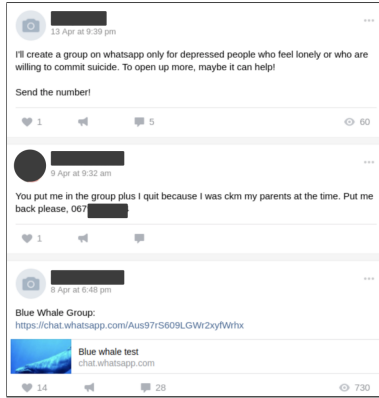 13 Apr at 9:39 pm
I'll create a group on whatsapp only for depressed people who feel lonely or who are
willing to commit suicide. To open up more, maybe it can help!
Send the number!
1 5 60
9 Apr at 9:32 am
You put me in the group plus I quit because I was ckm my parents at the time. Put me
back please, 067
1
8 Apr at 6:48 pm
Blue Whale Group:
https://chat.whatsapp.com/Aus97rS609LGWr2xyfWrhx
Blue whale test
chat.whatsapp.com
14 28 730